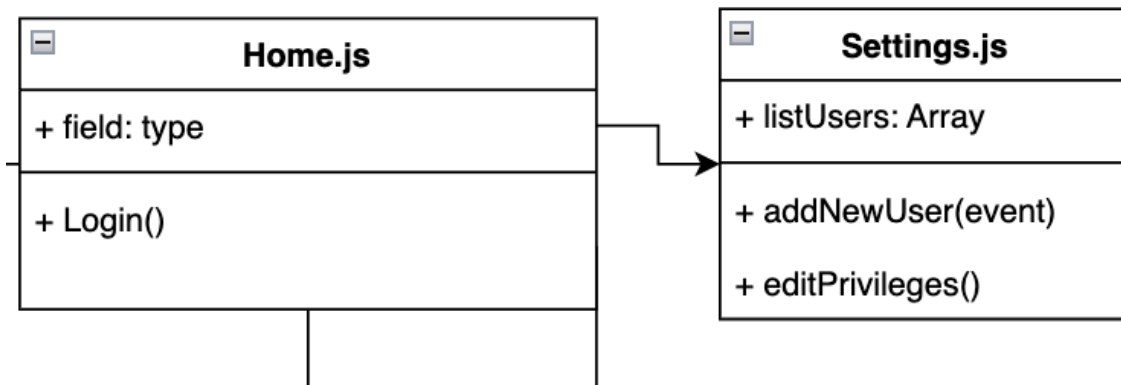 Home.js
+ field: type
+ Login()
Settings.js
+ listUsers: Array
+ addNewUser(event)
+ editPrivileges()